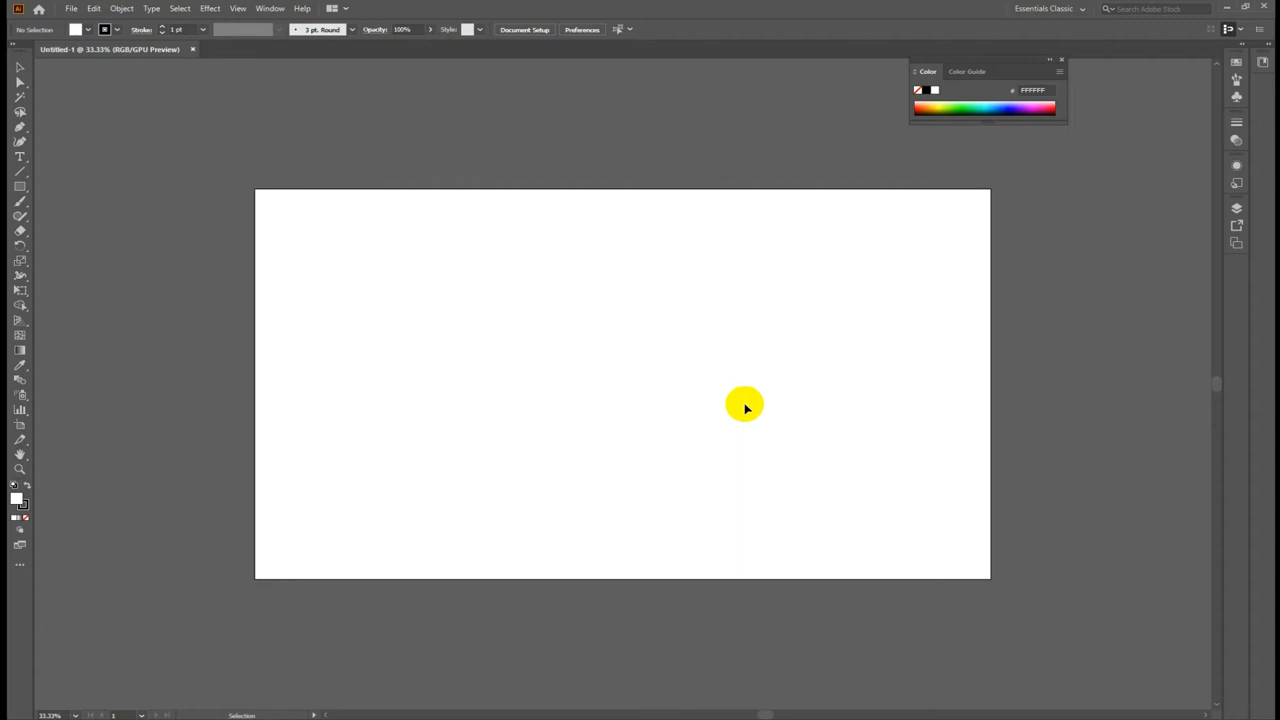 Ai File Edit Object Type Select Effect View Window Help Essentials Classic Search Adobe Stock
No Selection Stroke: 1 pt 3 pt. Round Opacity: 100% Style: Document Setup Preferences
Untitled-1 @ 33.33% (RGB/GPU Preview)
Color Color Guide
# FFFFFF
33.33% 1 Selection